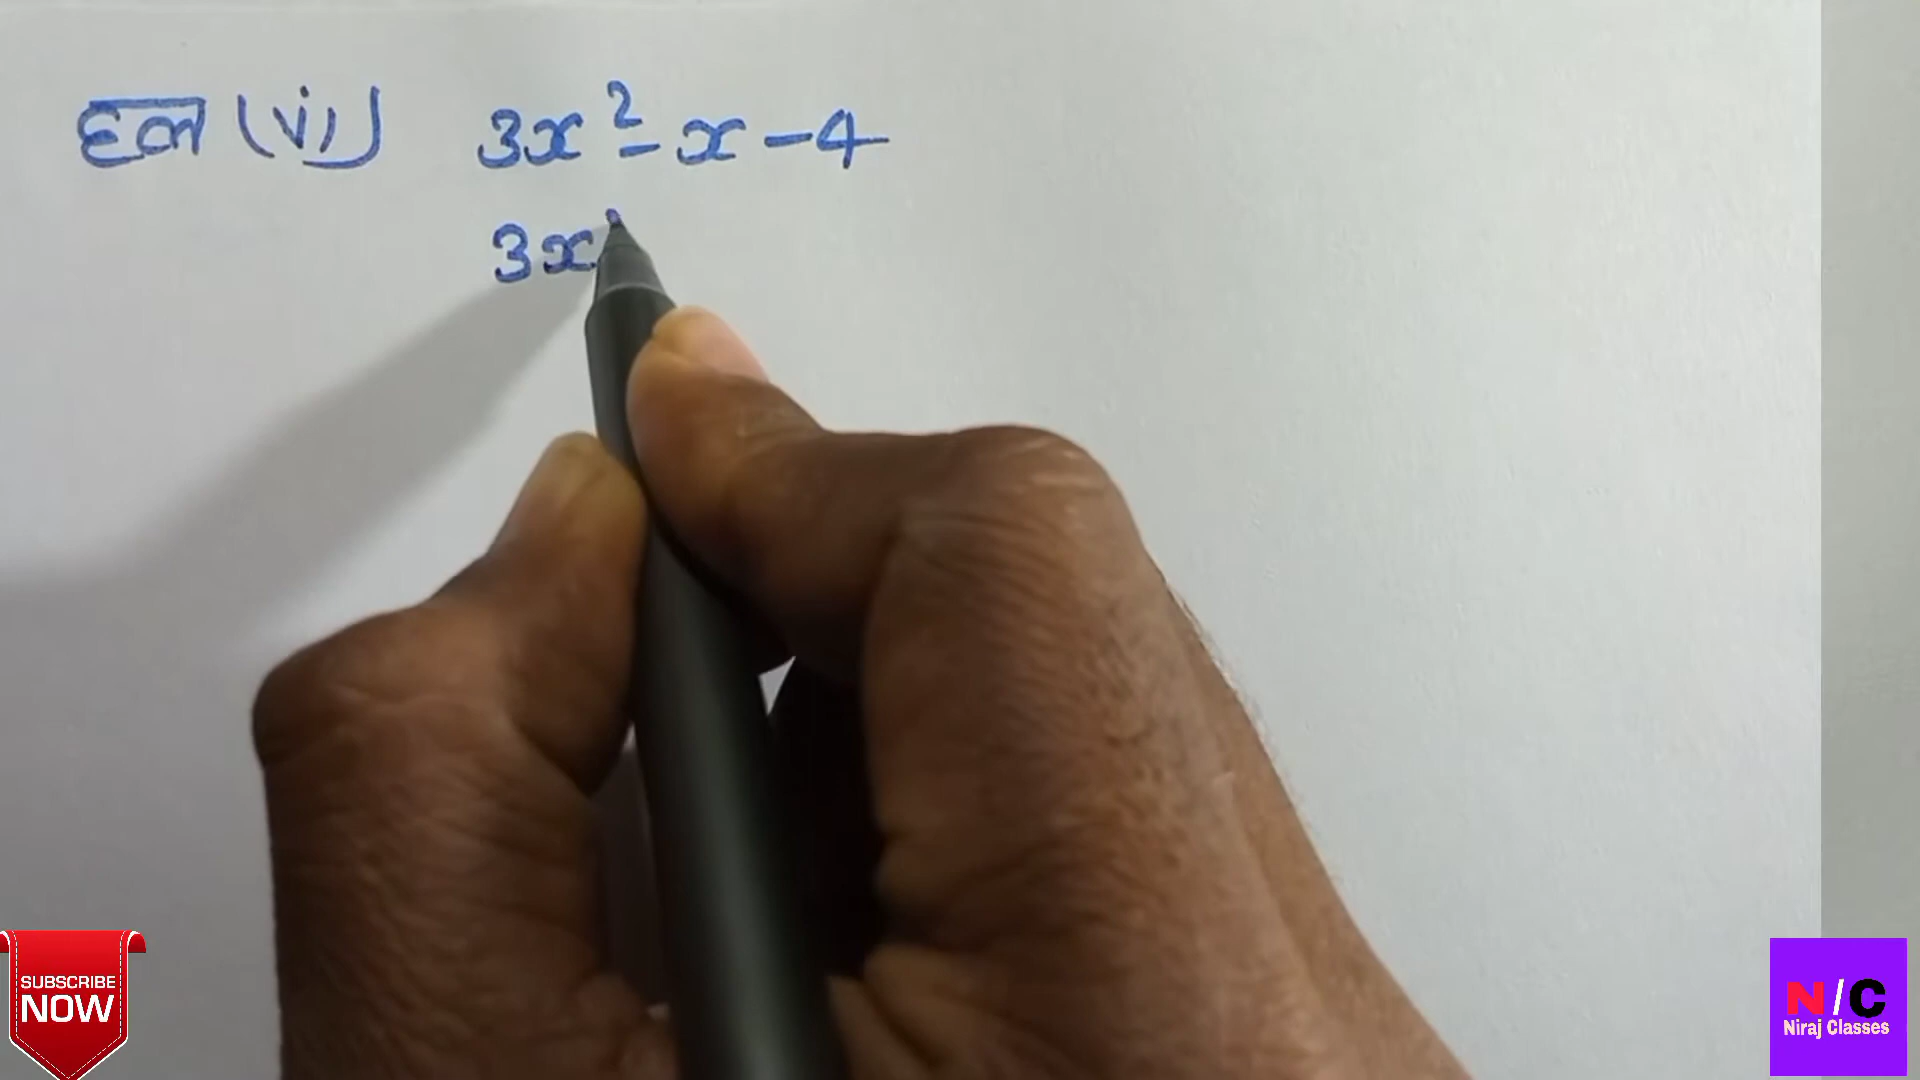 हल (vi) 3x² - x - 4
3x
SUBSCRIBE
NOW
N/C
Niraj Classes